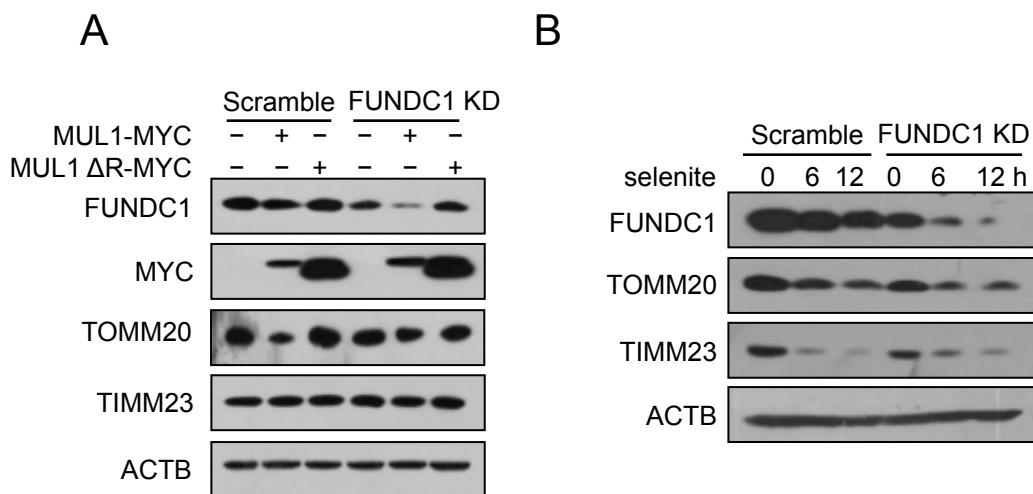 A
Scramble FUNDC1 KD
MUL1-MYC − + − − + −
MUL1 ΔR-MYC − − + − − +
FUNDC1
MYC
TOMM20
TIMM23
ACTB
B
Scramble FUNDC1 KD
selenite 0 6 12 0 6 12 h
FUNDC1
TOMM20
TIMM23
ACTB